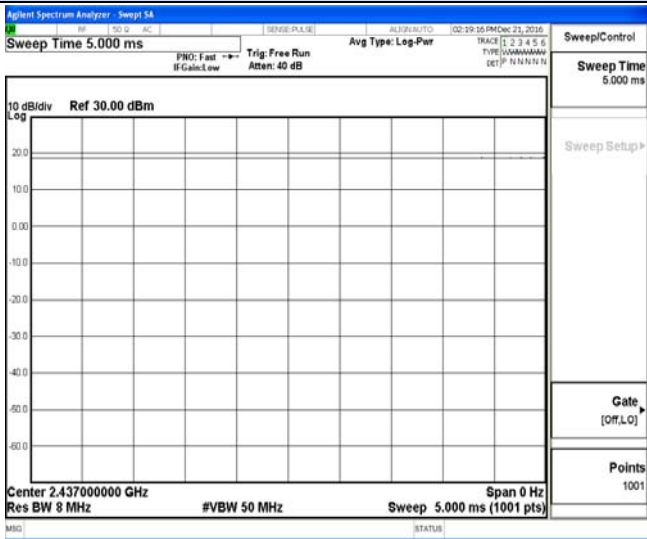 Agilent Spectrum Analyzer - Swept SA
RF 50 Ω AC SENSE:PULSE ALIGN AUTO 02:19:16 PM Dec 21, 2016
Sweep Time 5.000 ms
PNO: Fast
IFGain:Low
Trig: Free Run
Atten: 40 dB
Avg Type: Log-Pwr
TRACE 1 2 3 4 5 6
TYPE
DET P N N N N N
Sweep/Control
Sweep Time
5.000 ms
Sweep Setup
Gate
[Off,LO]
Points
1001
10 dB/div Ref 30.00 dBm
Log
20.0
10.0
0.00
-10.0
-20.0
-30.0
-40.0
-50.0
-60.0
Center 2.437000000 GHz Span 0 Hz
Res BW 8 MHz #VBW 50 MHz Sweep 5.000 ms (1001 pts)
MSG STATUS